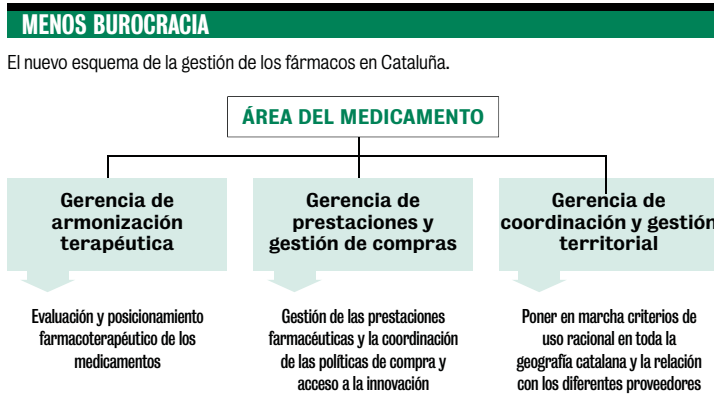 MENOS BUROCRACIA
El nuevo esquema de la gestión de los fármacos en Cataluña.
ÁREA DEL MEDICAMENTO
Gerencia de
armonización
terapéutica
Evaluación y posicionamiento
farmacoterapéutico de los
medicamentos
Gerencia de
prestaciones y
gestión de compras
Gestión de las prestaciones
farmacéuticas y la coordinación
de las políticas de compra y
acceso a la innovación
Gerencia de
coordinación y gestión
territorial
Poner en marcha criterios de
uso racional en toda la
geografía catalana y la relación
con los diferentes proveedores